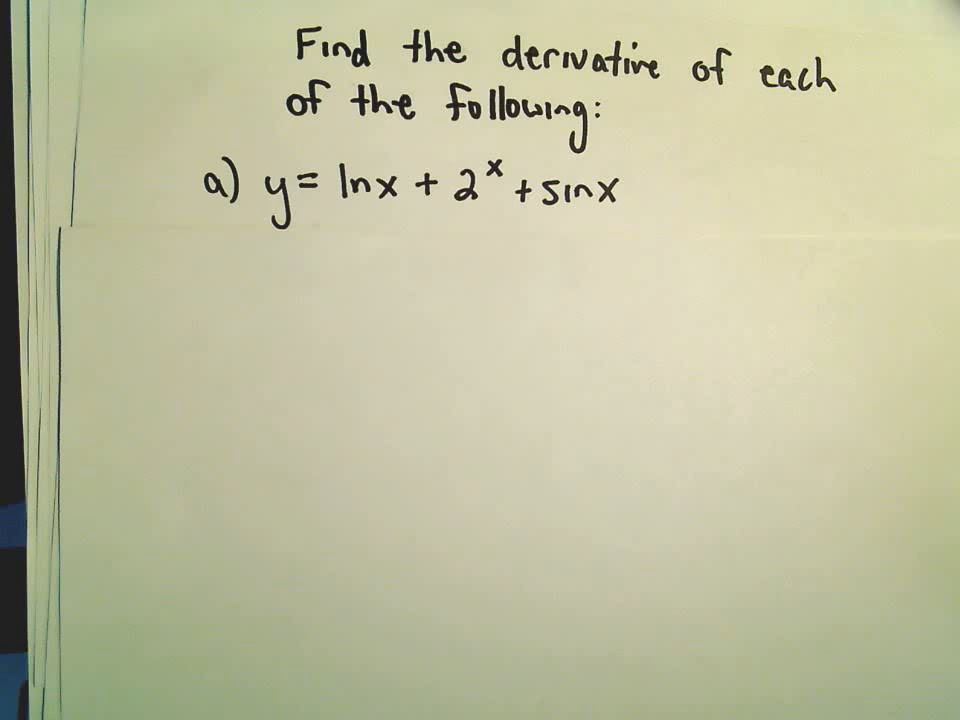 Find the derivative of each
of the following:
a) y = lnx + 2^x + sinx